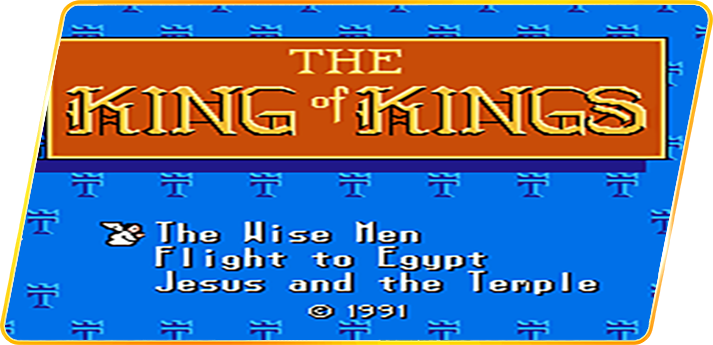 THE
KING of KINGS
The Wise Men
Flight to Egypt
Jesus and the Temple
© 1991